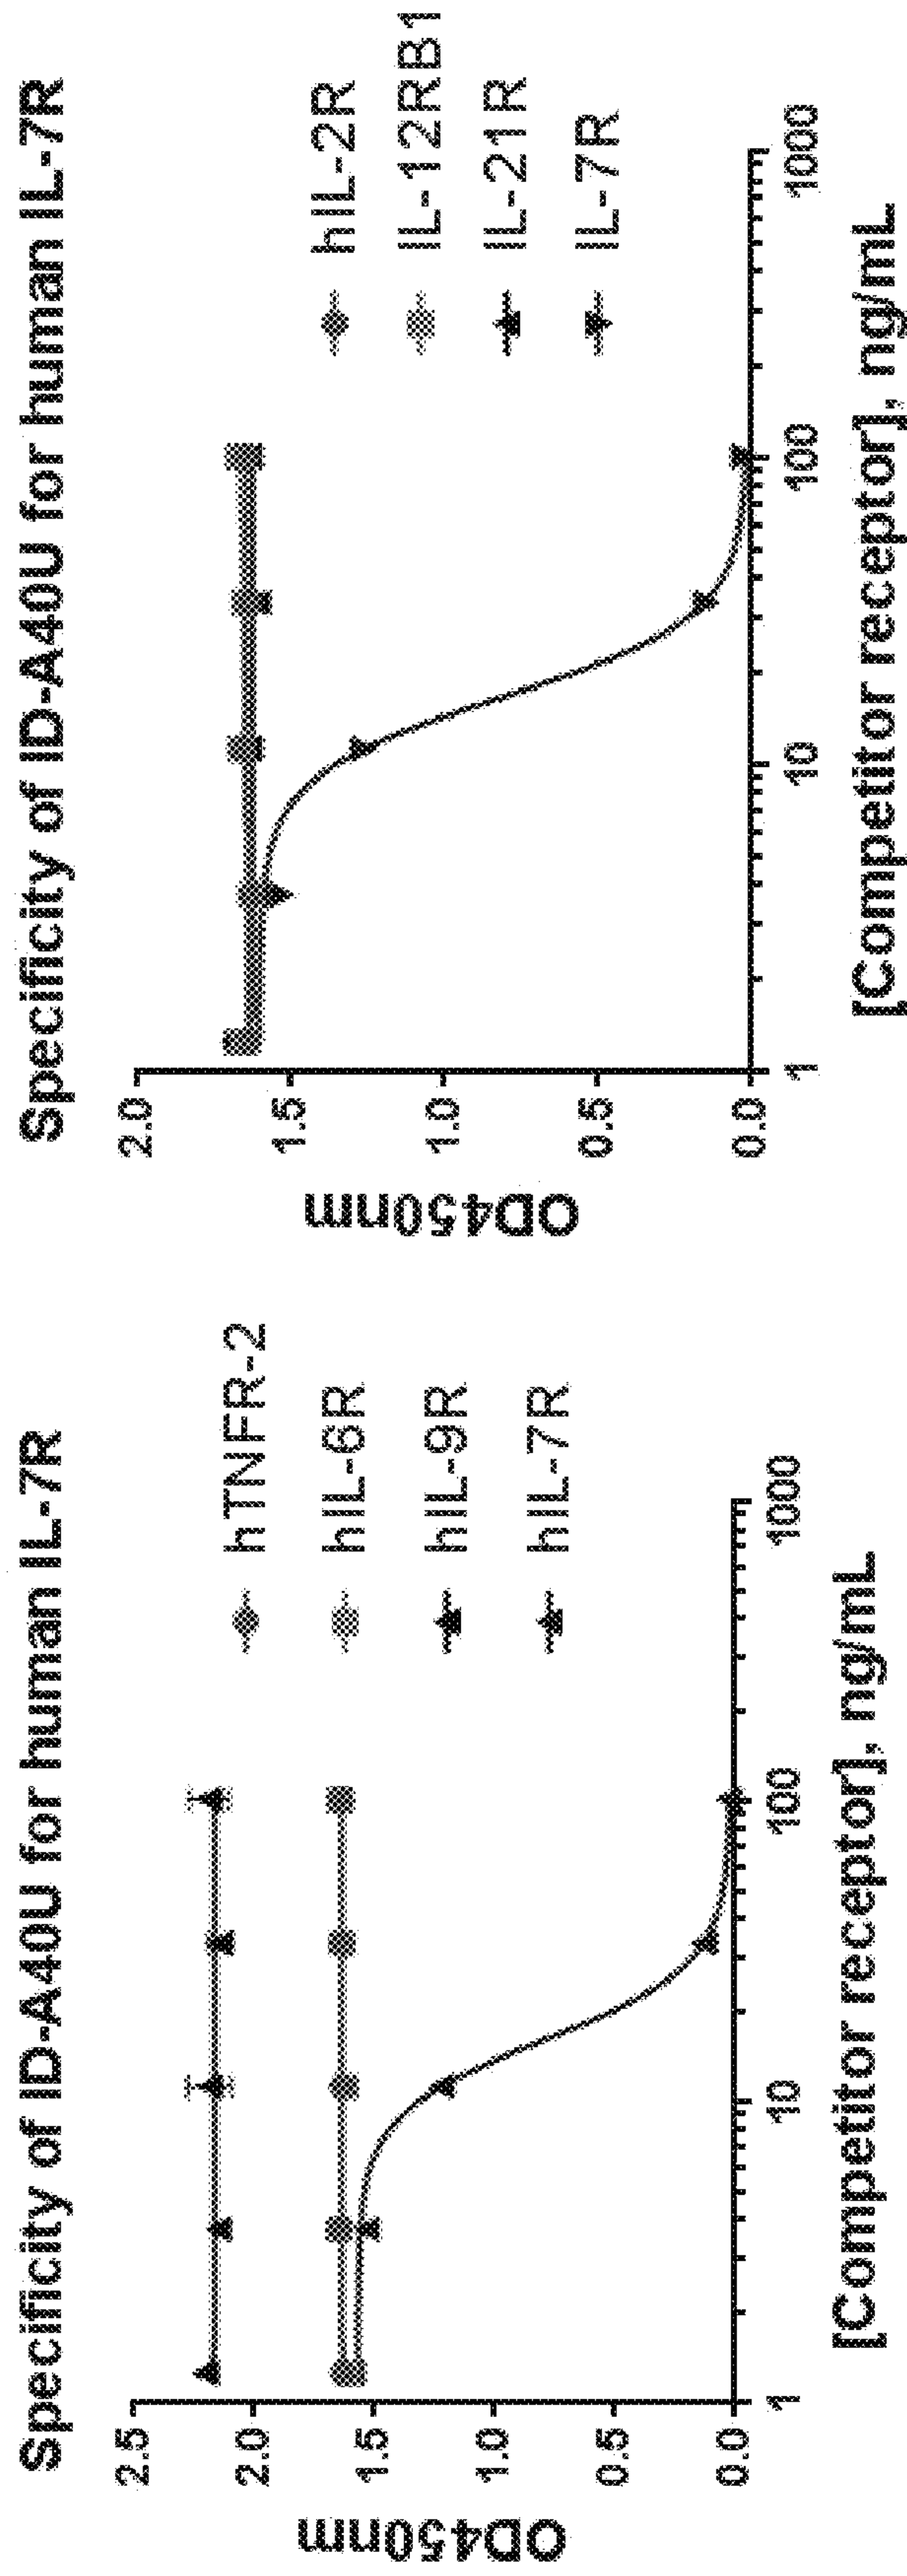 Specificity of ID-A40U for human IL-7R
OD450nm
2.5
2.0
1.5
1.0
0.5
0.0
1
10
100
1000
[Competitor receptor], ng/mL
hTNFR-2
hIL-6R
hIL-9R
hIL-7R
Specificity of ID-A40U for human IL-7R
OD450nm
2.0
1.5
1.0
0.5
0.0
1
10
100
1000
[Competitor receptor], ng/mL
hIL-2R
IL-12RB1
IL-21R
IL-7R